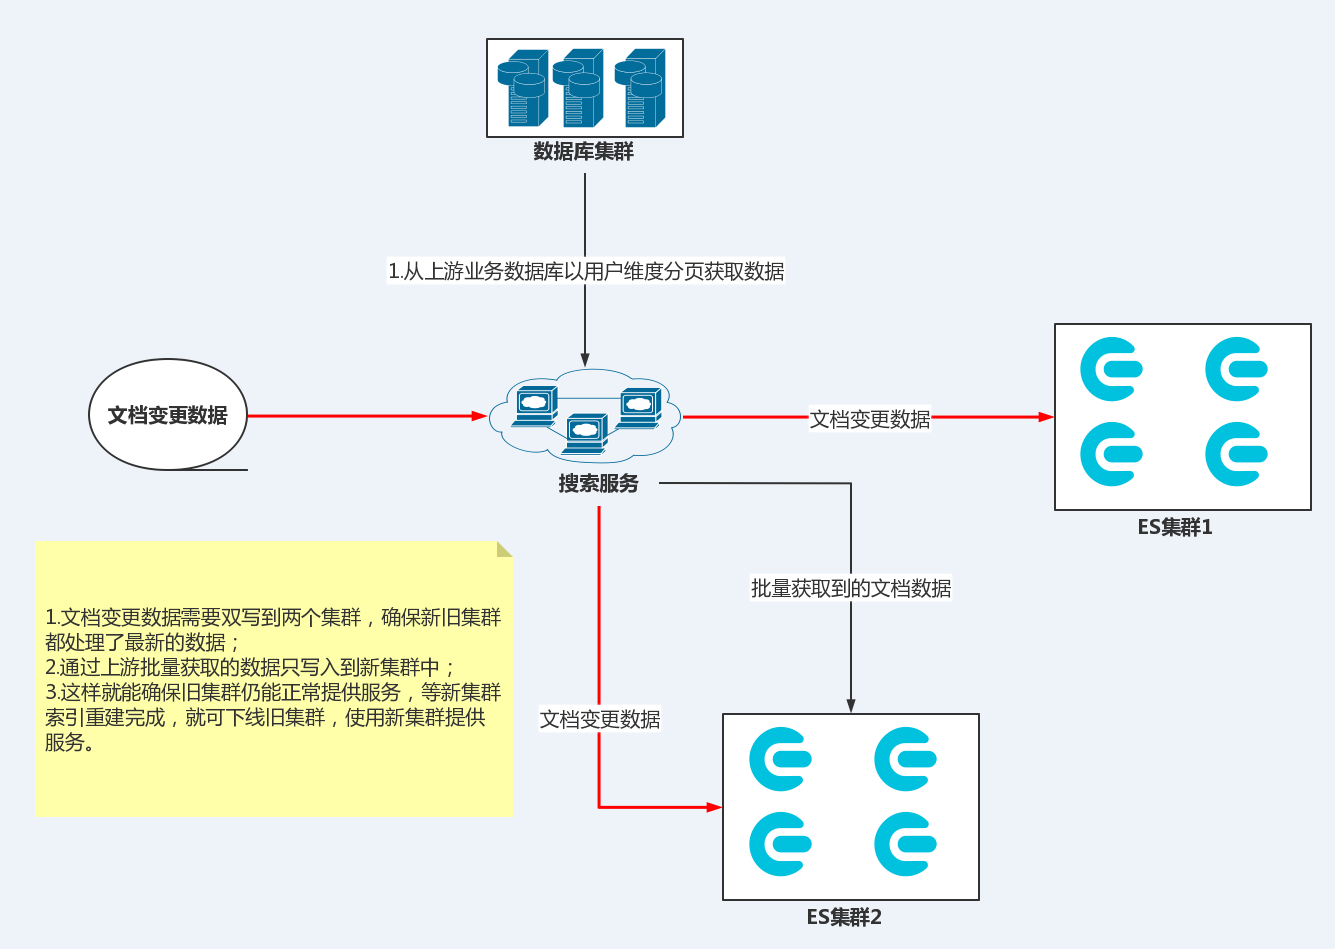 数据库集群
1.从上游业务数据库以用户维度分页获取数据
文档变更数据
文档变更数据
搜索服务
ES集群1
批量获取到的文档数据
1.文档变更数据需要双写到两个集群，确保新旧集群
都处理了最新的数据；
2.通过上游批量获取的数据只写入到新集群中；
3.这样就能确保旧集群仍能正常提供服务，等新集群
索引重建完成，就可下线旧集群，使用新集群提供
服务。
文档变更数据
ES集群2